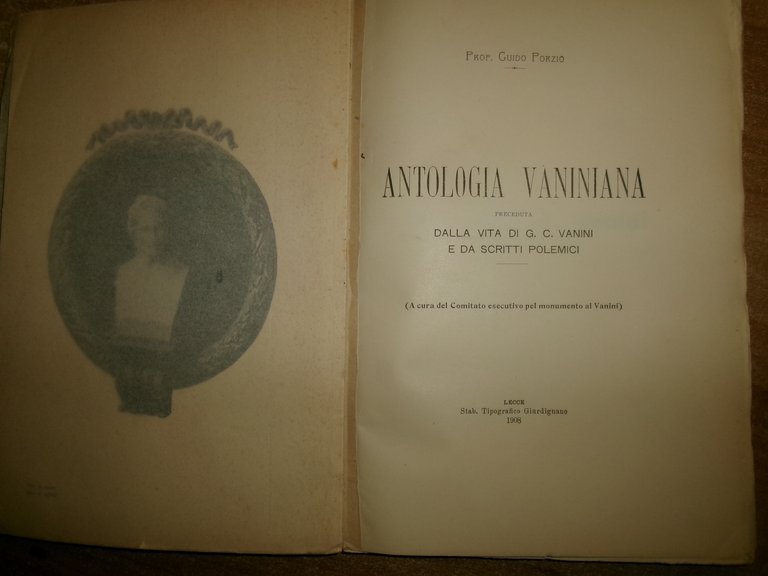 PROF. GUIDO PORZIO
ANTOLOGIA VANINIANA
PRECEDUTA
DALLA VITA DI G. C. VANINI
E DA SCRITTI POLEMICI
(A cura del Comitato esecutivo pel monumento al Vanini)
LECCE
Stab. Tipografico Giurdignano
1908